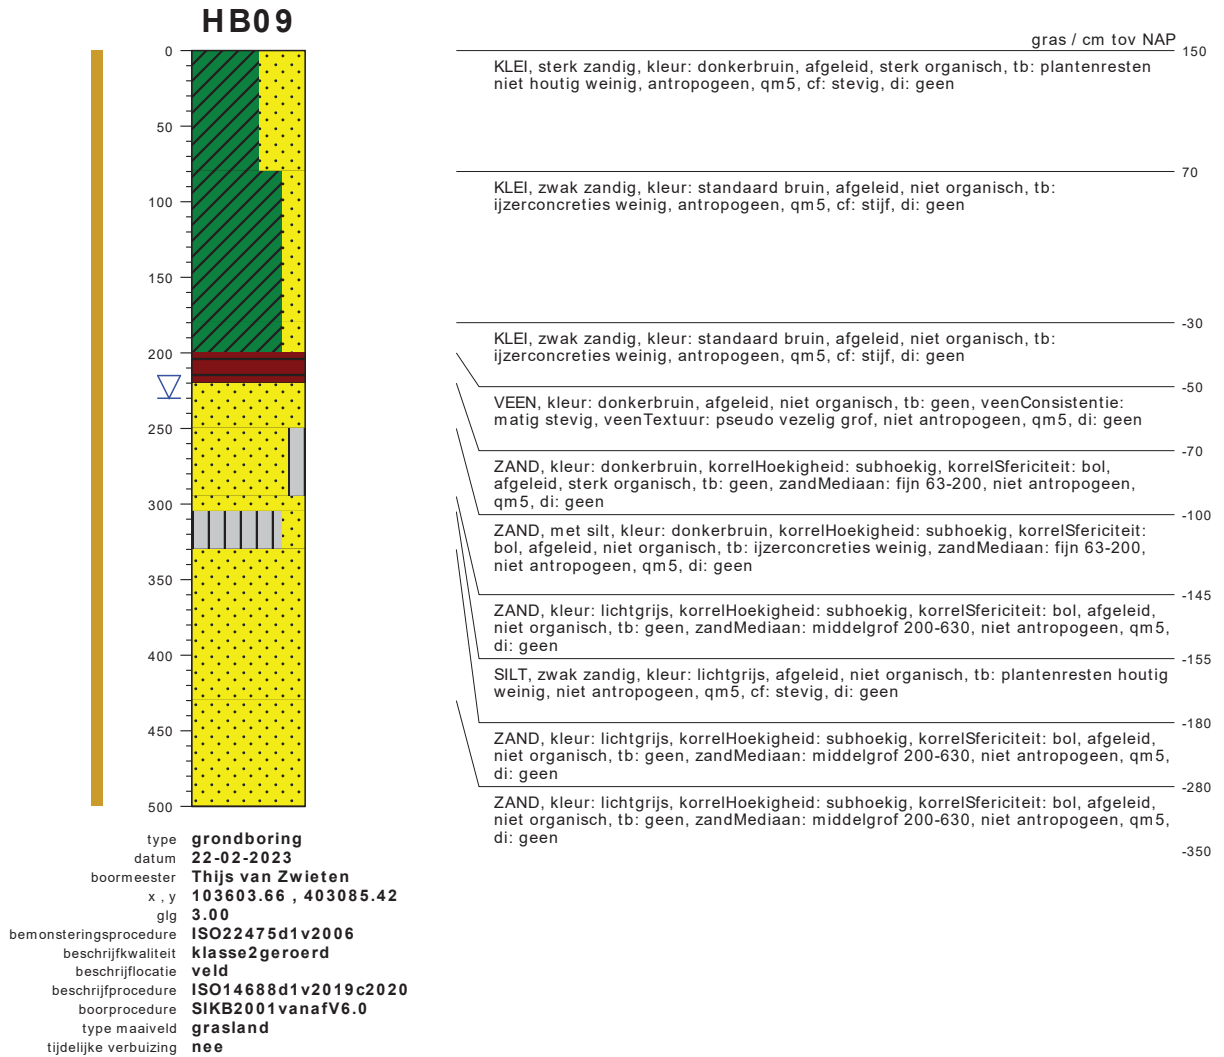 HB09
gras / cm tov NAP
0
50
100
150
200
250
300
350
400
450
500
150
KLEI, sterk zandig, kleur: donkerbruin, afgeleid, sterk organisch, tb: plantenresten
niet houtig weinig, antropogeen, qm5, cf: stevig, di: geen
70
KLEI, zwak zandig, kleur: standaard bruin, afgeleid, niet organisch, tb:
ijzerconcreties weinig, antropogeen, qm5, cf: stijf, di: geen
-30
KLEI, zwak zandig, kleur: standaard bruin, afgeleid, niet organisch, tb:
ijzerconcreties weinig, antropogeen, qm5, cf: stijf, di: geen
-50
VEEN, kleur: donkerbruin, afgeleid, niet organisch, tb: geen, veenConsistentie:
matig stevig, veenTextuur: pseudo vezelig grof, niet antropogeen, qm5, di: geen
-70
ZAND, kleur: donkerbruin, korrelHoekigheid: subhoekig, korrelSfericiteit: bol,
afgeleid, sterk organisch, tb: geen, zandMediaan: fijn 63-200, niet antropogeen,
qm5, di: geen
-100
ZAND, met silt, kleur: donkerbruin, korrelHoekigheid: subhoekig, korrelSfericiteit:
bol, afgeleid, niet organisch, tb: ijzerconcreties weinig, zandMediaan: fijn 63-200,
niet antropogeen, qm5, di: geen
-145
ZAND, kleur: lichtgrijs, korrelHoekigheid: subhoekig, korrelSfericiteit: bol, afgeleid,
niet organisch, tb: geen, zandMediaan: middelgrof 200-630, niet antropogeen, qm5,
di: geen
-155
SILT, zwak zandig, kleur: lichtgrijs, afgeleid, niet organisch, tb: plantenresten houtig
weinig, niet antropogeen, qm5, cf: stevig, di: geen
-180
ZAND, kleur: lichtgrijs, korrelHoekigheid: subhoekig, korrelSfericiteit: bol, afgeleid,
niet organisch, tb: geen, zandMediaan: middelgrof 200-630, niet antropogeen, qm5,
di: geen
-280
ZAND, kleur: lichtgrijs, korrelHoekigheid: subhoekig, korrelSfericiteit: bol, afgeleid,
niet organisch, tb: geen, zandMediaan: middelgrof 200-630, niet antropogeen, qm5,
di: geen
-350
type grondboring
datum 22-02-2023
boormeester Thijs van Zwieten
x , y 103603.66 , 403085.42
glg 3.00
bemonsteringsprocedure ISO22475d1v2006
beschrijfkwaliteit klasse2geroerd
beschrijflocatie veld
beschrijfprocedure ISO14688d1v2019c2020
boorprocedure SIKB2001vanafV6.0
type maaiveld grasland
tijdelijke verbuizing nee